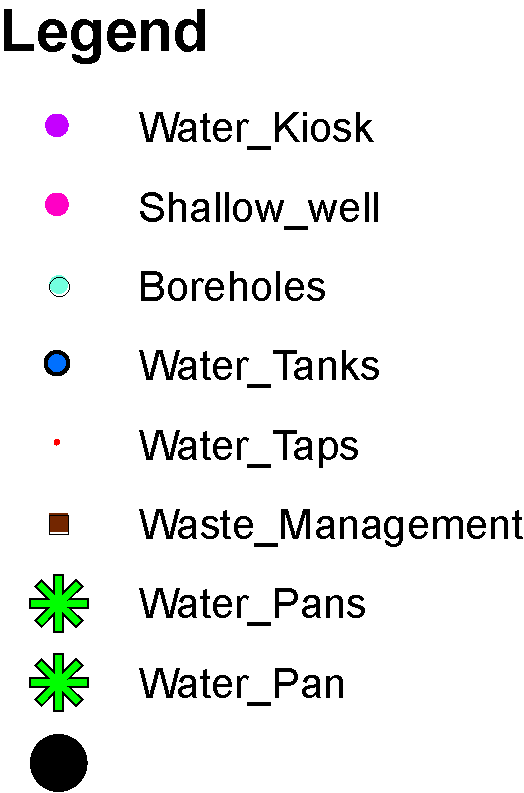 Legend
Water_Kiosk
Shallow_well
Boreholes
Water_Tanks
Water_Taps
Waste_Management
Water_Pans
Water_Pan